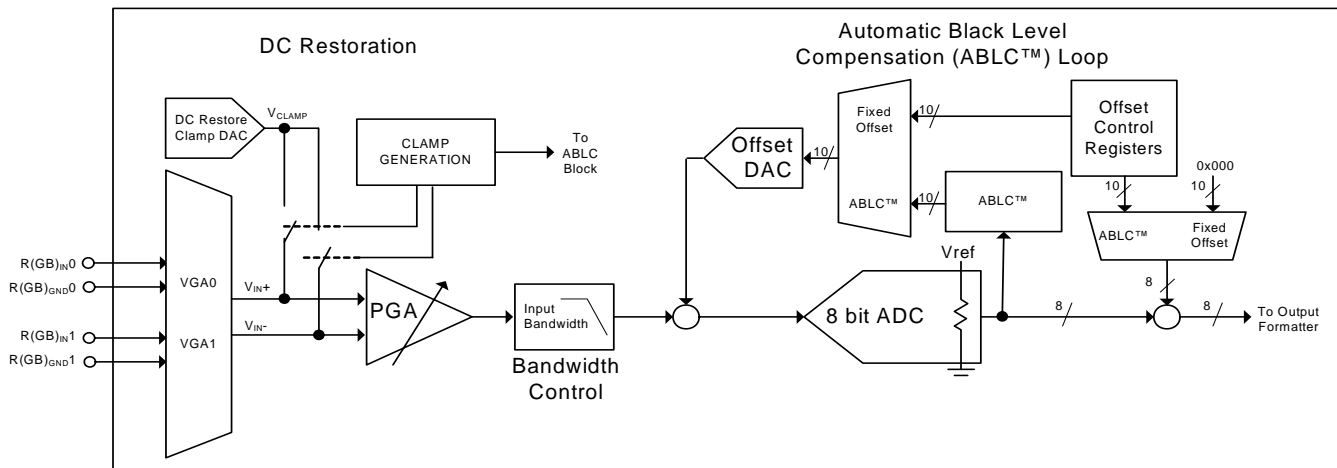 DC Restoration
Automatic Black Level
Compensation (ABLC™) Loop
DC Restore
Clamp DAC
VCLAMP
CLAMP
GENERATION
To
ABLC
Block
Offset
DAC
10
Fixed
Offset
ABLC™
10
10
Offset
Control
Registers
ABLC™
10
10
0x000
ABLC™
Fixed
Offset
8
R(GB)IN0
R(GB)GND0
R(GB)IN1
R(GB)GND1
VGA0
VGA1
VIN+
VIN-
PGA
Input
Bandwidth
Bandwidth
Control
Vref
8 bit ADC
8
8
To Output
Formatter